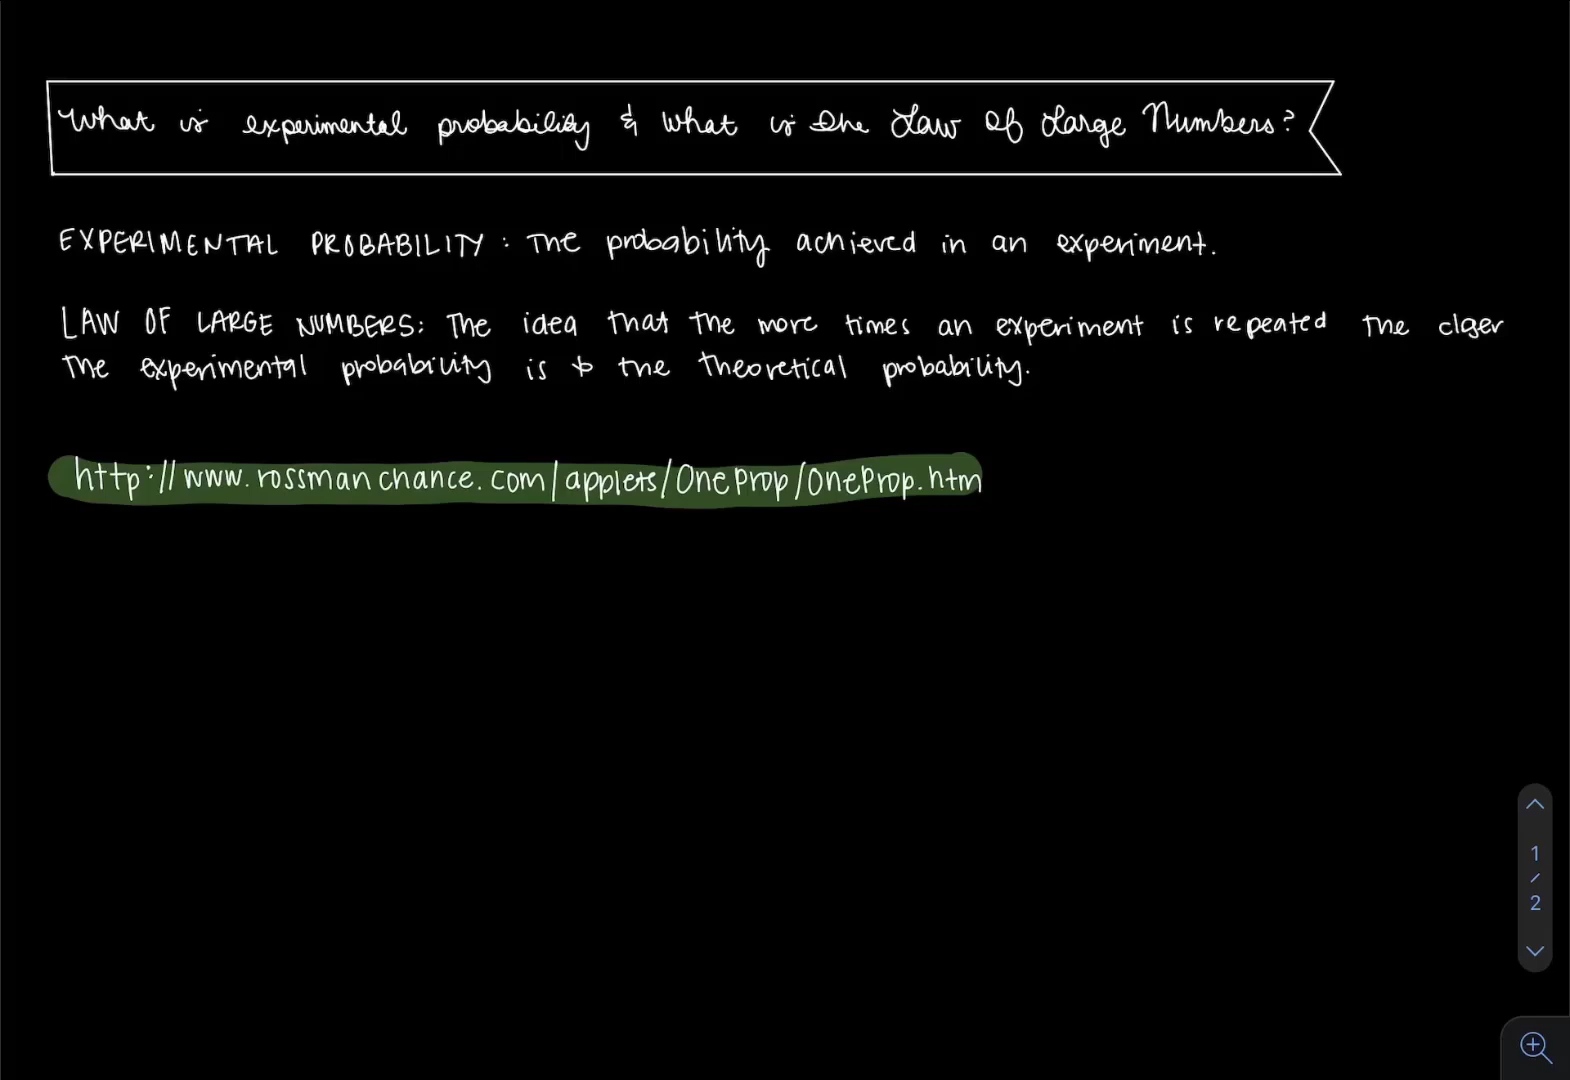 What is experimental probability & what is the Law of Large Numbers?
EXPERIMENTAL PROBABILITY: The probability achieved in an experiment.
LAW OF LARGE NUMBERS: The idea that the more times an experiment is repeated the closer
the experimental probability is to the theoretical probability.
http://www.rossmanchance.com/applets/OneProp/OneProp.htm
1
/
2